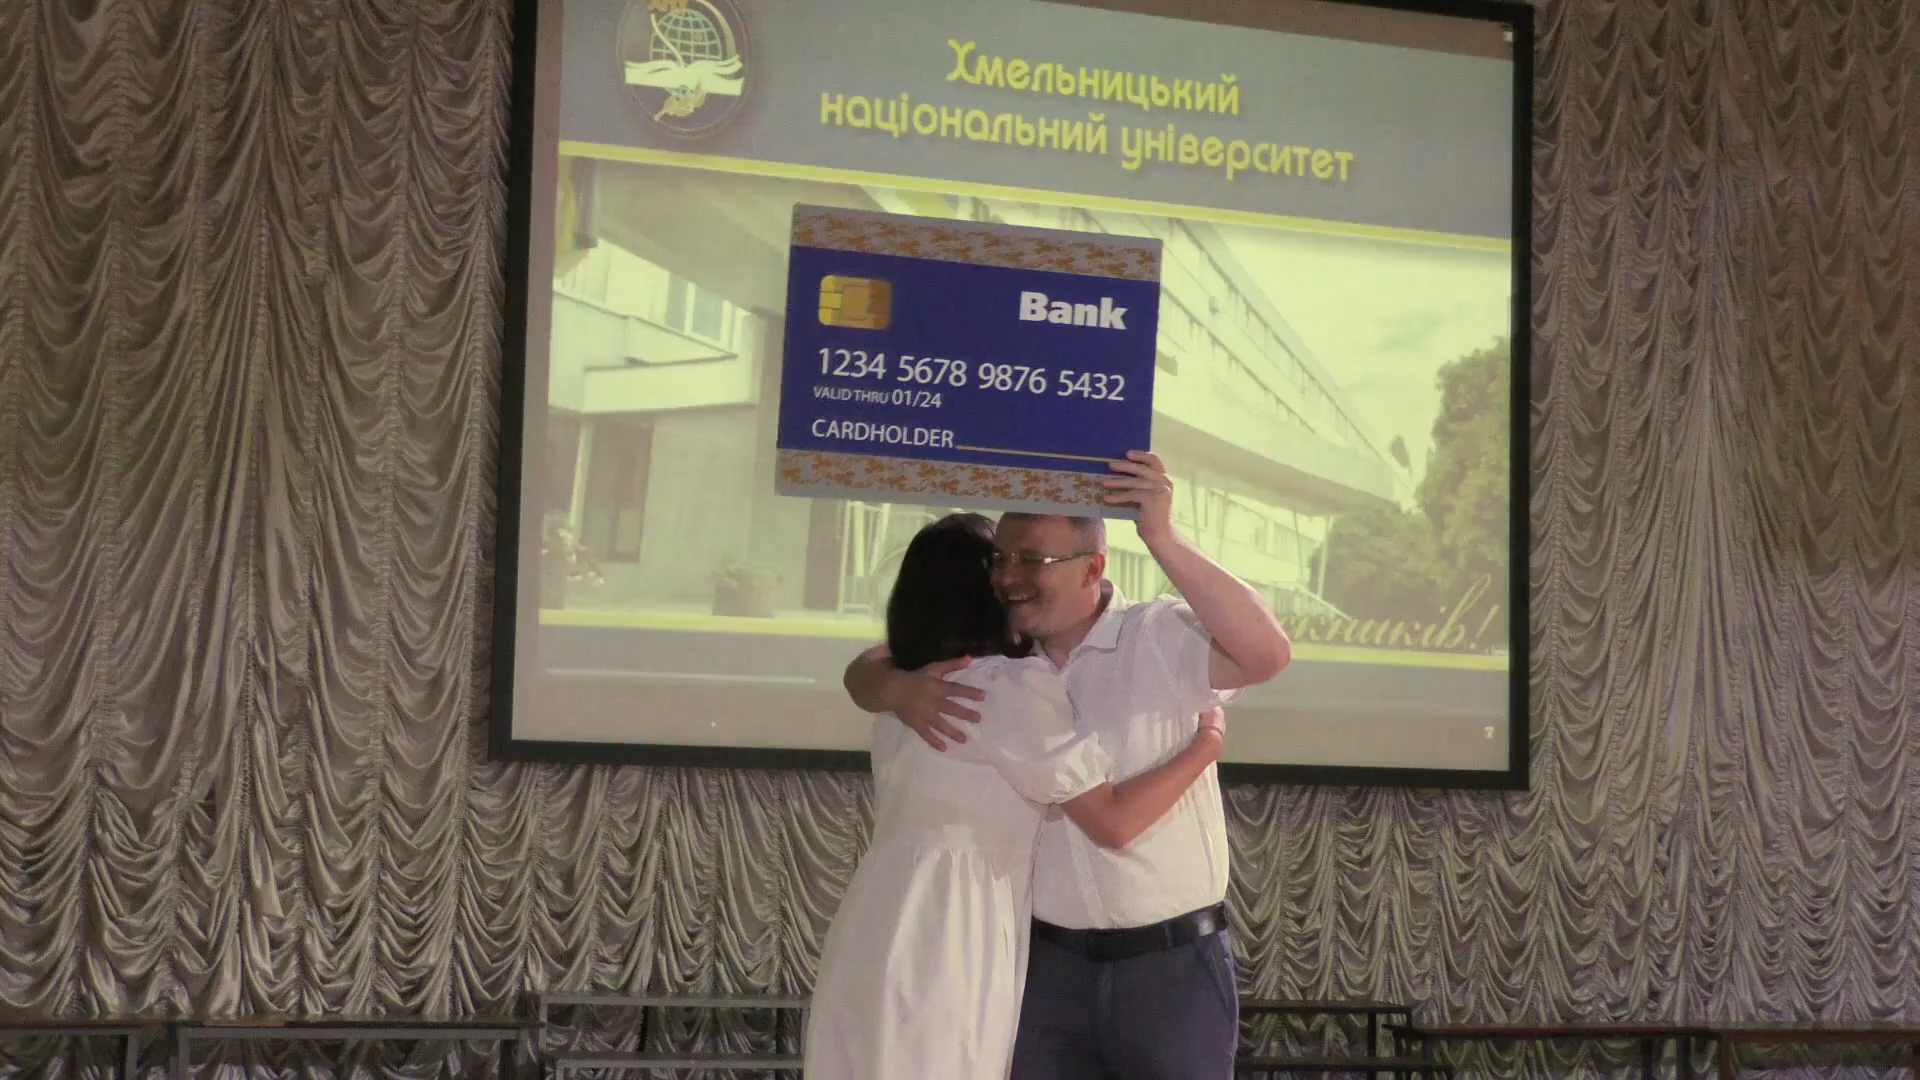 Хмельницький
національний університет
Bank
1234 5678 9876 5432
VALID THRU 01/24
CARDHOLDER